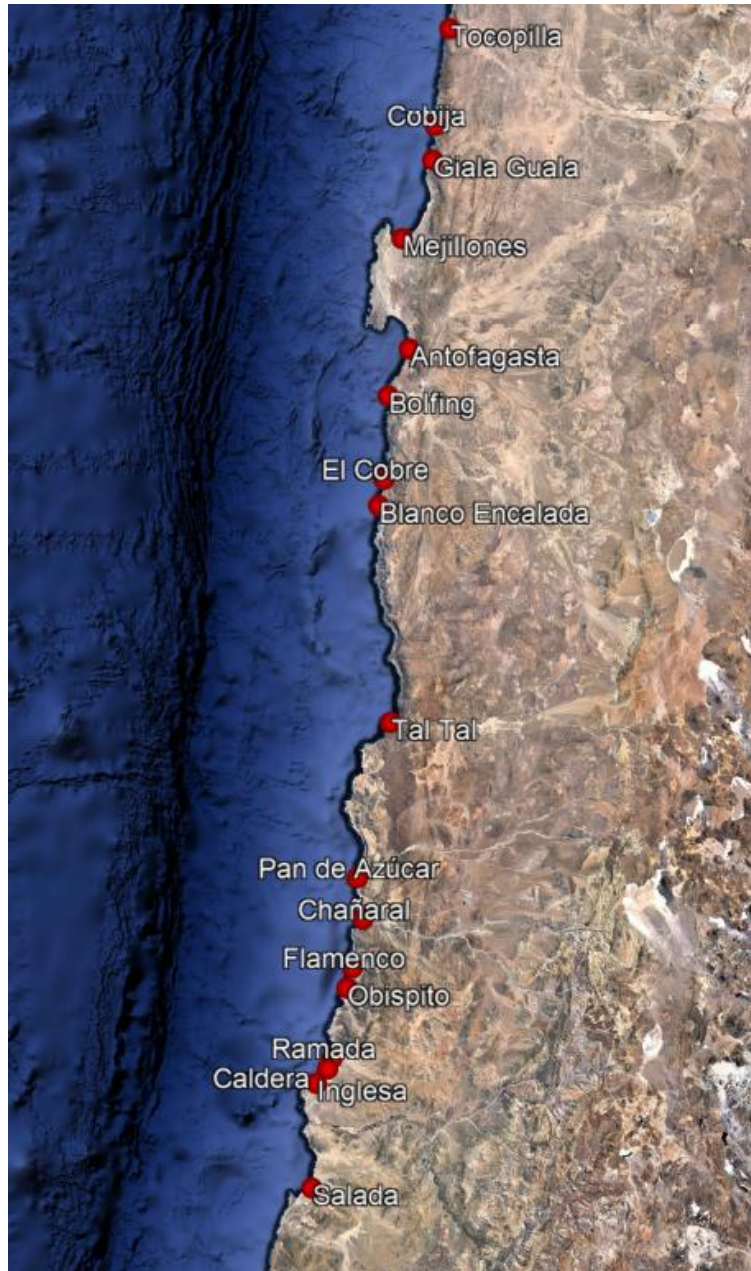 Tocopilla
Cobija
Giala Guala
Mejillones
Antofagasta
Bolfing
El Cobre
Blanco Encalada
Tal Tal
Pan de Azúcar
Chañaral
Flamenco
Obispito
Ramada
Caldera
Inglesa
Salada